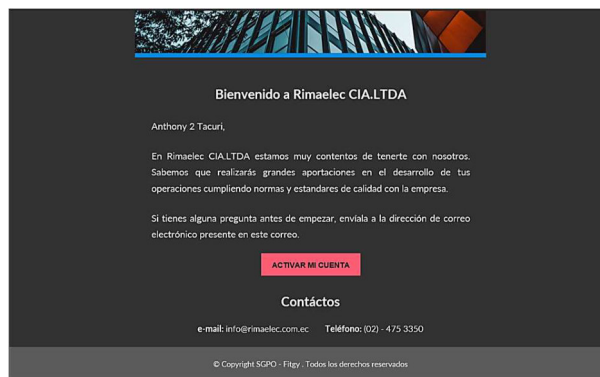 Bienvenido a Rimaelec CIA.LTDA
Anthony 2 Tacuri,
En Rimaelec CIA.LTDA estamos muy contentos de tenerte con nosotros.
Sabemos que realizarás grandes aportaciones en el desarrollo de tus
operaciones cumpliendo normas y estandares de calidad con la empresa.
Si tienes alguna pregunta antes de empezar, envíala a la dirección de correo
electrónico presente en este correo.
ACTIVAR MI CUENTA
Contáctos
e-mail: info@rimaelec.com.ec Teléfono: (02) - 475 3350
© Copyright SGPO - Fitgy . Todos los derechos reservados